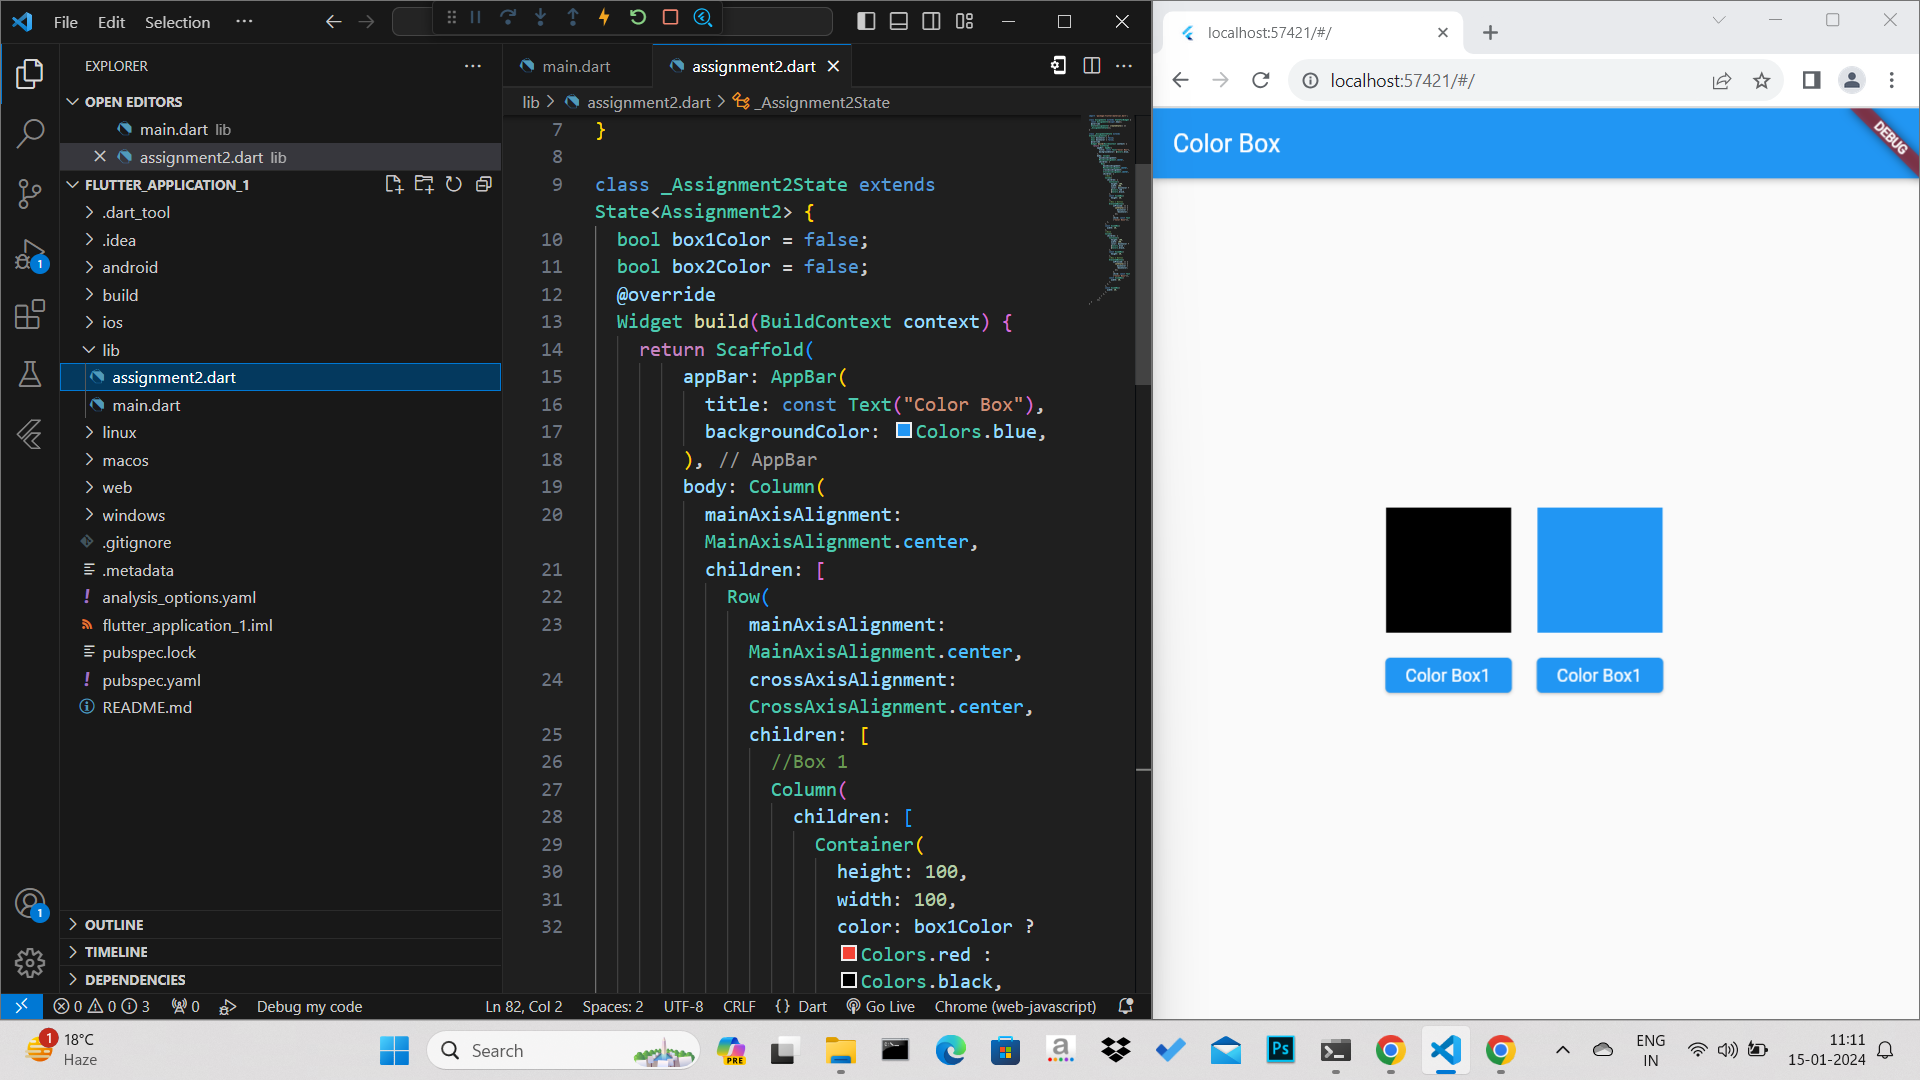 File Edit Selection ···
EXPLORER
OPEN EDITORS
main.dart lib
assignment2.dart lib
FLUTTER_APPLICATION_1
.dart_tool
.idea
android
build
ios
lib
assignment2.dart
main.dart
linux
macos
web
windows
.gitignore
.metadata
analysis_options.yaml
flutter_application_1.iml
pubspec.lock
pubspec.yaml
README.md
OUTLINE
TIMELINE
DEPENDENCIES
1
1
main.dart assignment2.dart
lib > assignment2.dart > _Assignment2State
7 }
8
9 class _Assignment2State extends
State<Assignment2> {
10 bool box1Color = false;
11 bool box2Color = false;
12 @override
13 Widget build(BuildContext context) {
14 return Scaffold(
15 appBar: AppBar(
16 title: const Text("Color Box"),
17 backgroundColor: Colors.blue,
18 ), // AppBar
19 body: Column(
20 mainAxisAlignment:
MainAxisAlignment.center,
21 children: [
22 Row(
23 mainAxisAlignment:
MainAxisAlignment.center,
24 crossAxisAlignment:
CrossAxisAlignment.center,
25 children: [
26 //Box 1
27 Column(
28 children: [
29 Container(
30 height: 100,
31 width: 100,
32 color: box1Color ?
Colors.red :
Colors.black,
0 0 3 0 Debug my code Ln 82, Col 2 Spaces: 2 UTF-8 CRLF {} Dart Go Live Chrome (web-javascript)
localhost:57421/#/
localhost:57421/#/
Color Box
DEBUG
Color Box1 Color Box1
1
18°C
Haze
Search
PRE
a
Ps
ENG
IN
11:11
15-01-2024